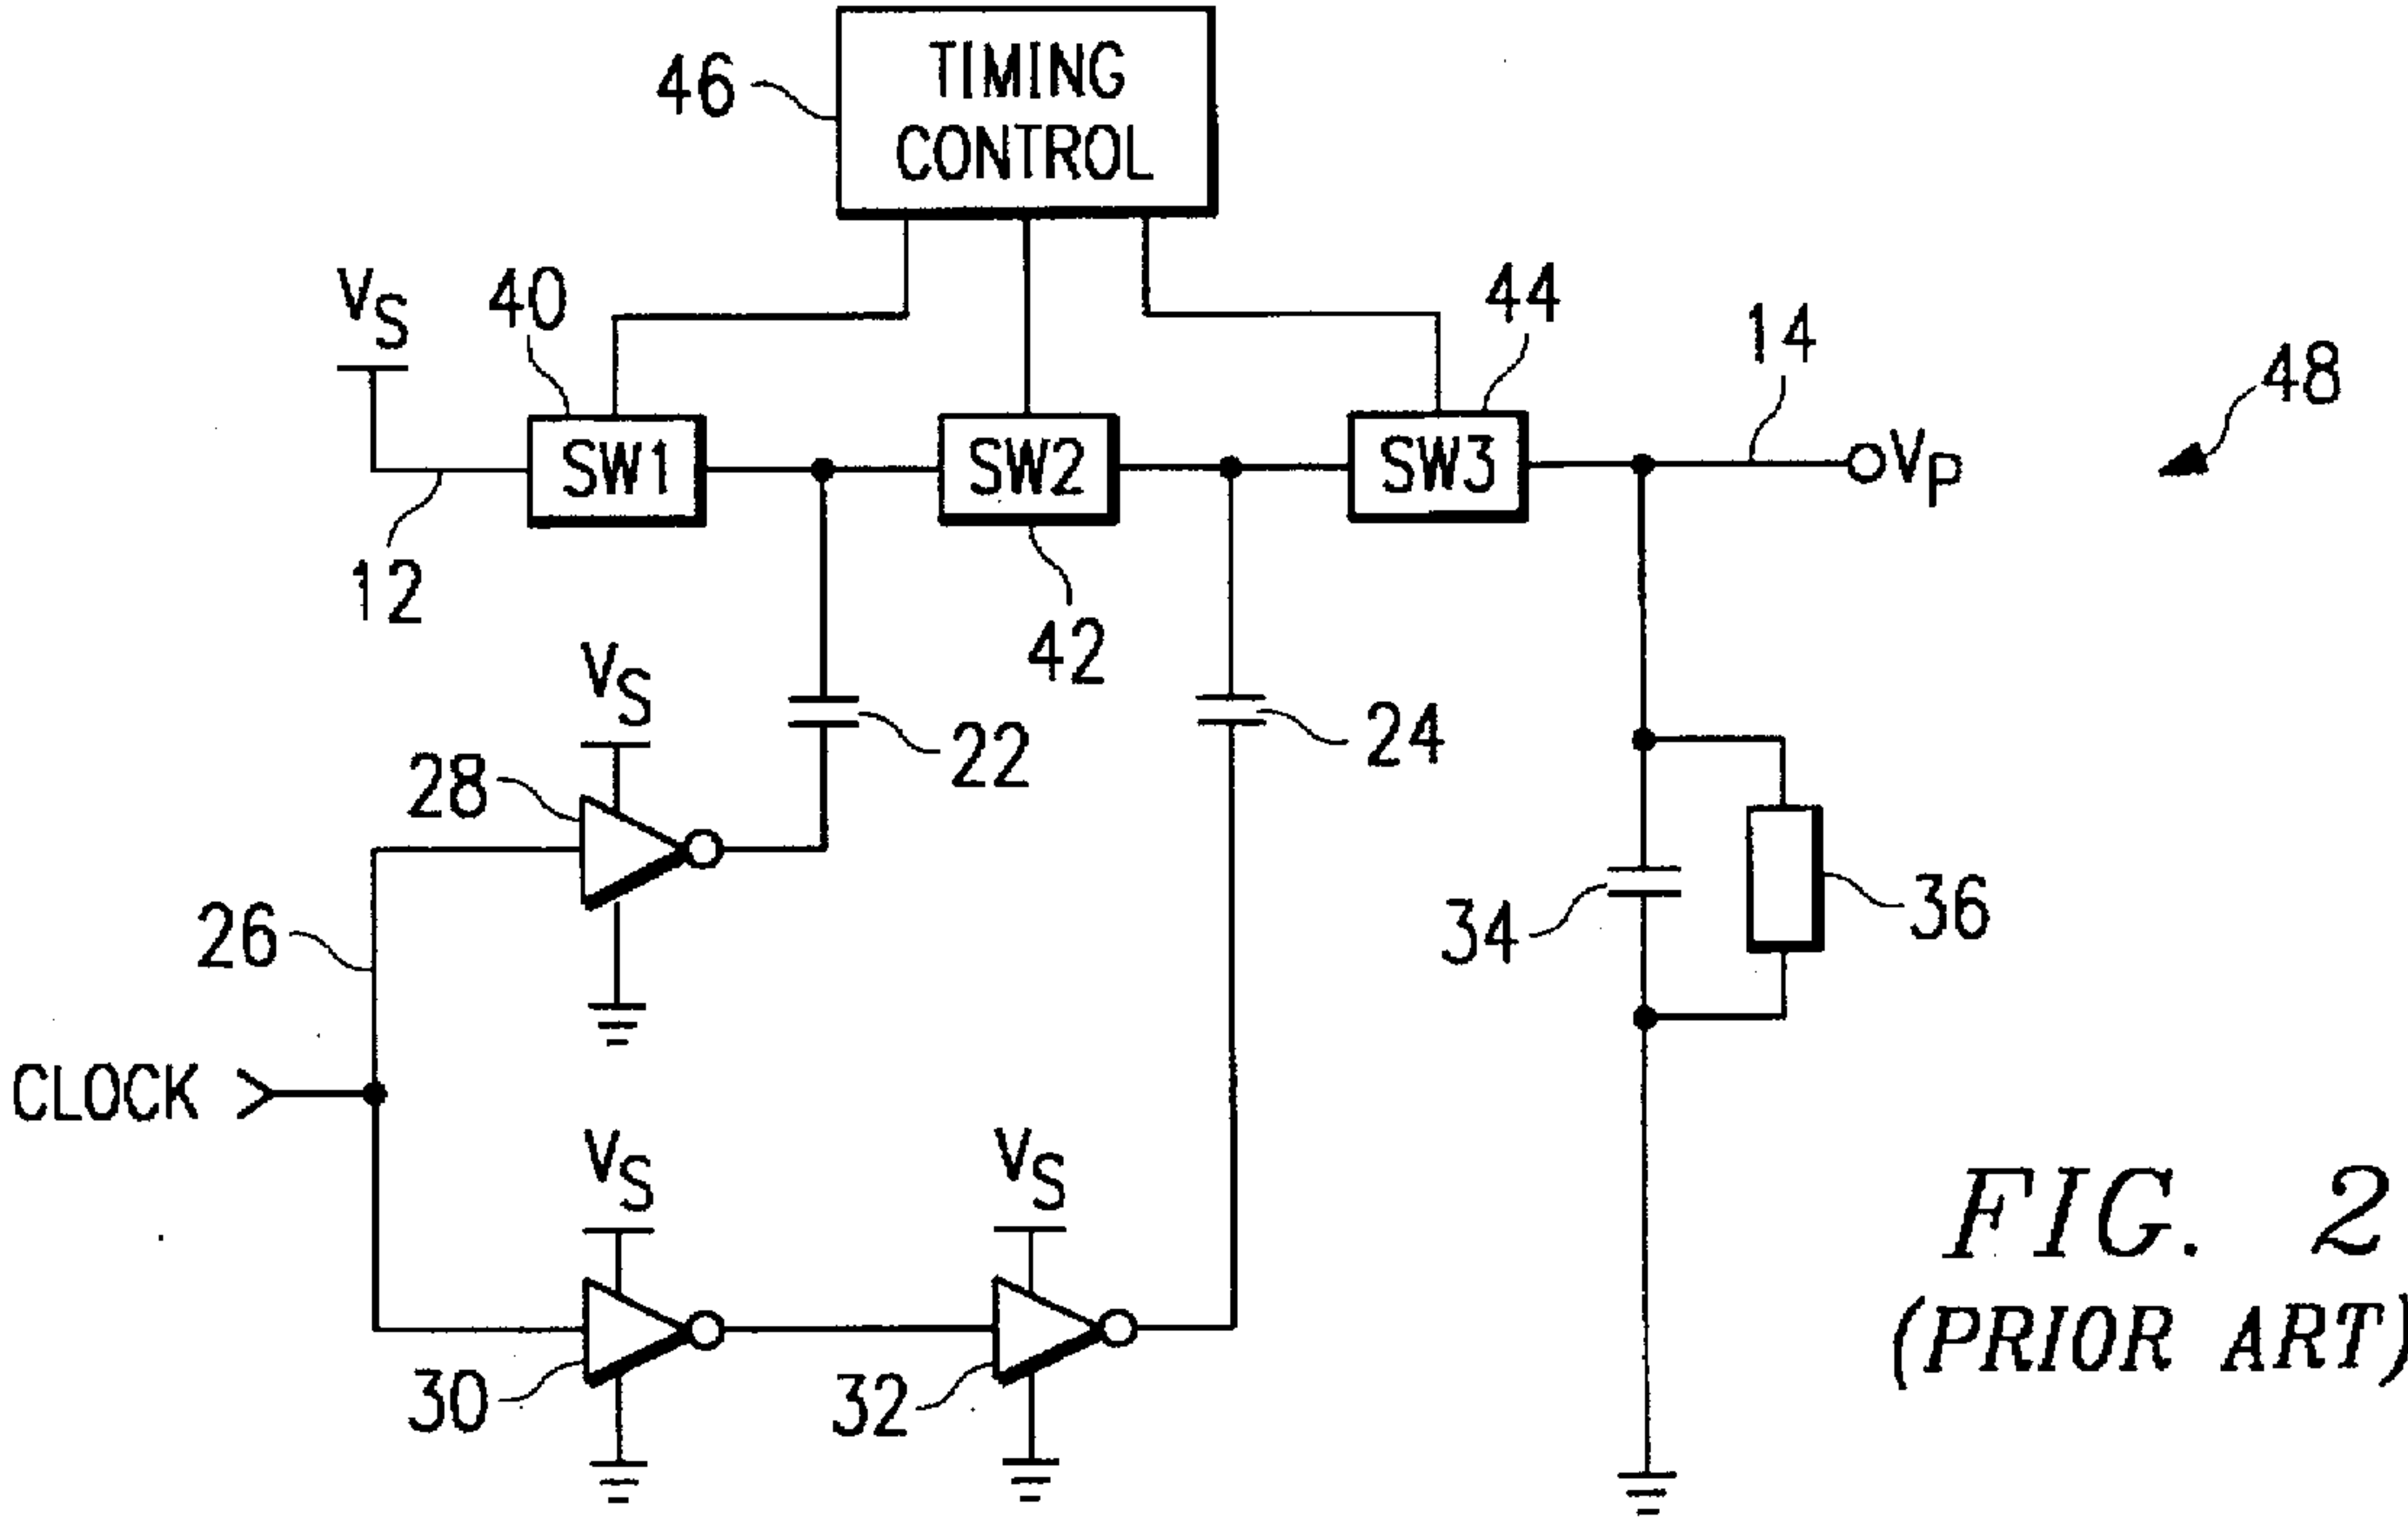 TIMING
CONTROL
46
VS
40
44
14
48
SW1
SW2
SW3
VP
12
42
VS
22
24
28
34
36
26
CLOCK
VS
VS
30
32
FIG. 2
(PRIOR ART)